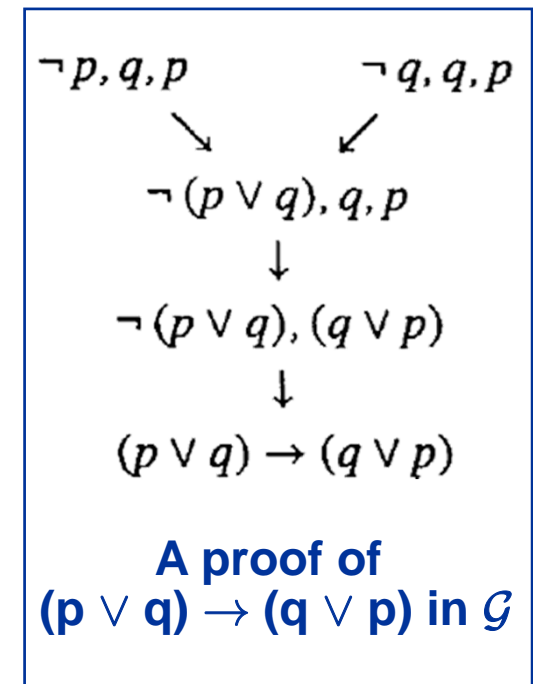 ¬ p, q, p ¬ q, q, p
↘ ↙
¬ (p ∨ q), q, p
↓
¬ (p ∨ q), (q ∨ p)
↓
(p ∨ q) → (q ∨ p)
A proof of
(p ∨ q) → (q ∨ p) in 𝒢